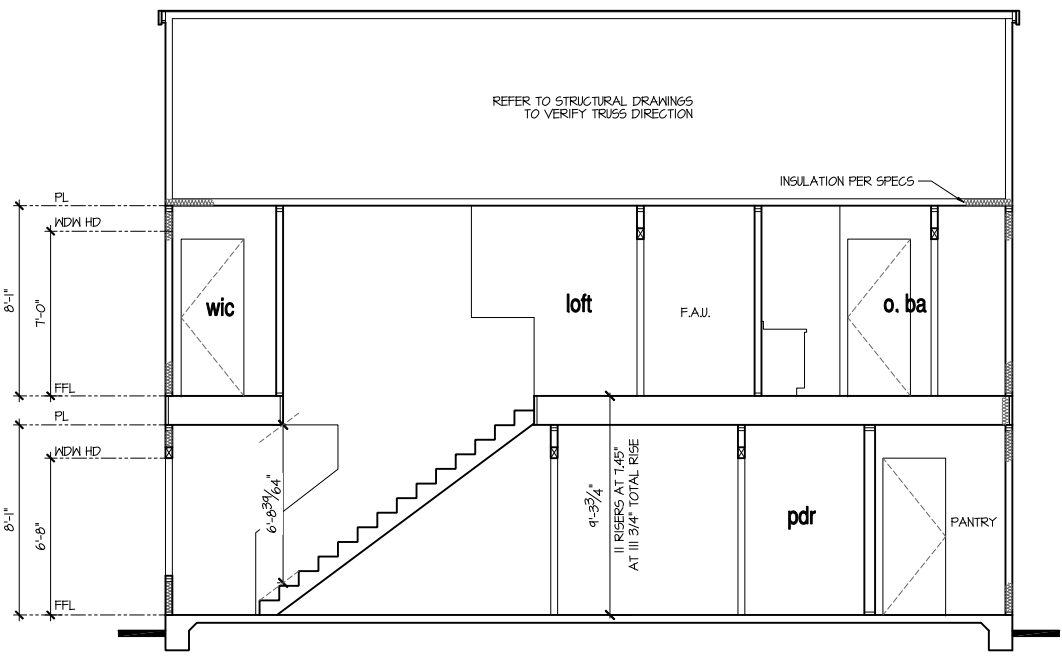 REFER TO STRUCTURAL DRAWINGS
TO VERIFY TRUSS DIRECTION
INSULATION PER SPECS
PL
WDW HD
8'-1"
7'-0"
wic
loft
F.A.U.
o. ba
FFL
PL
WDW HD
8'-1"
6'-8"
6'-8 39/64"
9'-3 3/4"
11 RISERS AT 7.45"
AT 111 3/4" TOTAL RISE
pdr
PANTRY
FFL